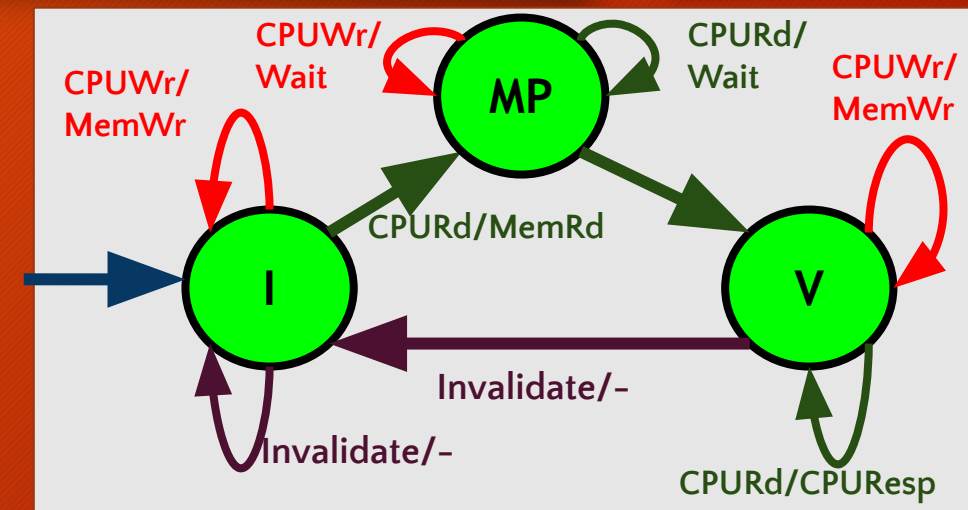 CPUWr/
Wait
CPURd/
Wait
CPUWr/
MemWr
CPUWr/
MemWr
MP
CPURd/MemRd
I
V
Invalidate/-
Invalidate/-
CPURd/CPUResp